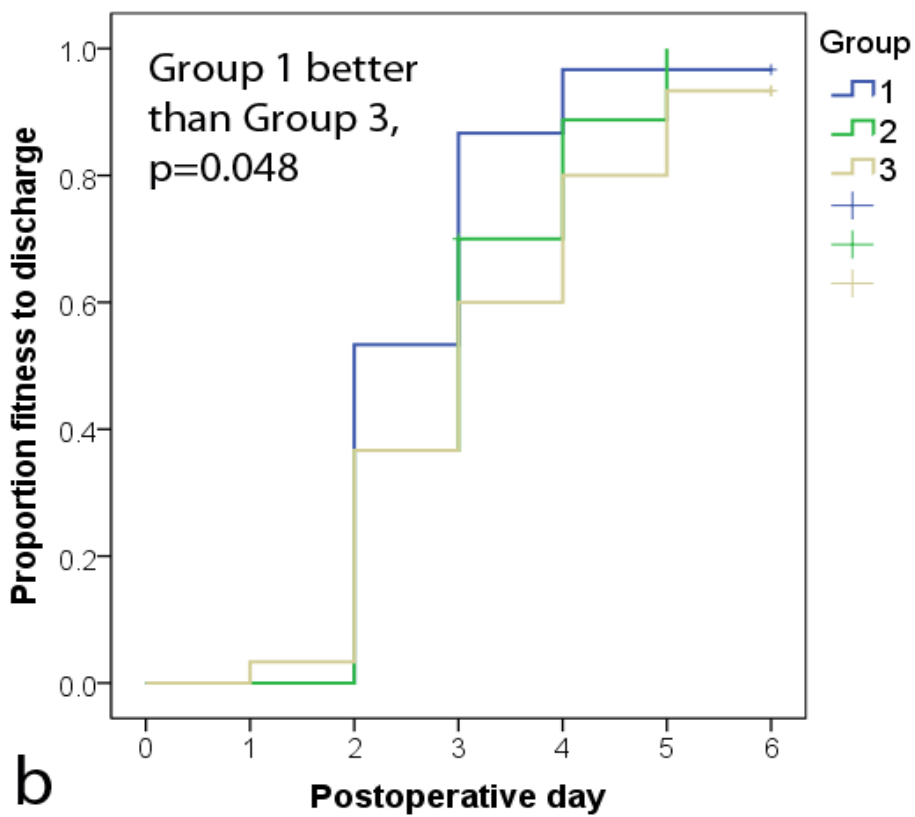 Group 1 better
than Group 3,
p=0.048
Group
1
2
3
Proportion fitness to discharge
1.0
0.8
0.6
0.4
0.2
0.0
0 1 2 3 4 5 6
Postoperative day
b